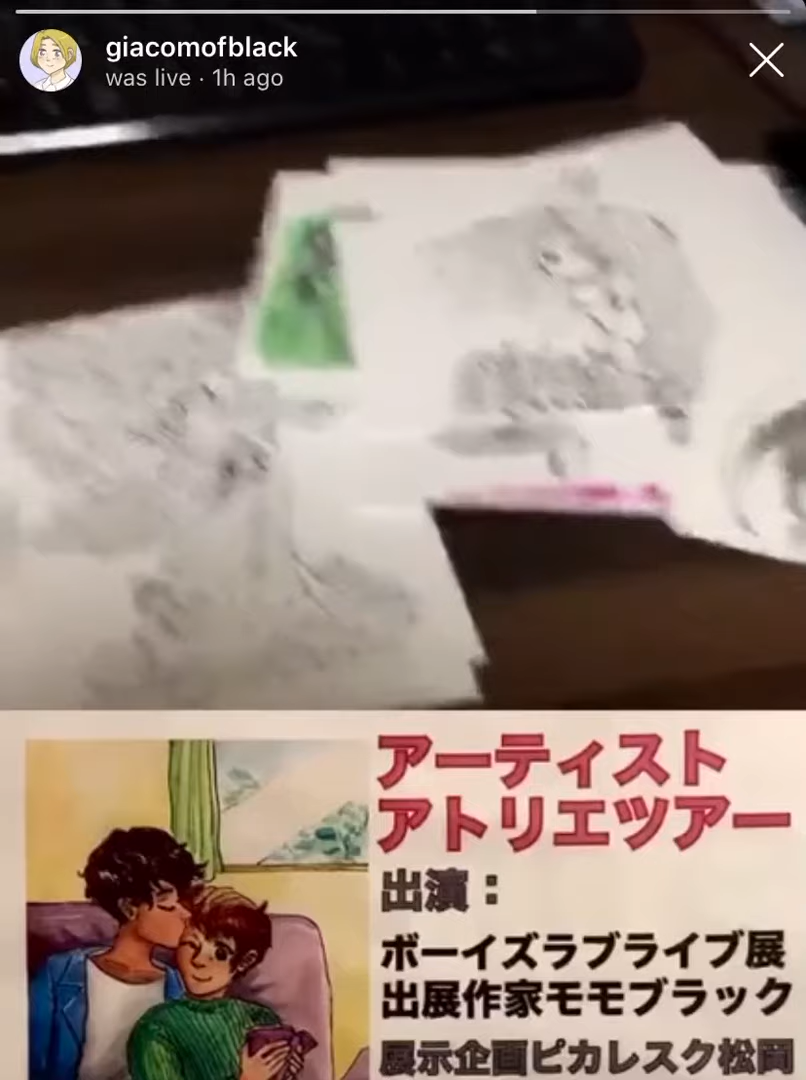 giacomofblack
was live · 1h ago
アーティスト
アトリエツアー
出演：
ボーイズラブライブ展
出展作家モモブラック
展示企画ピカレスク松岡